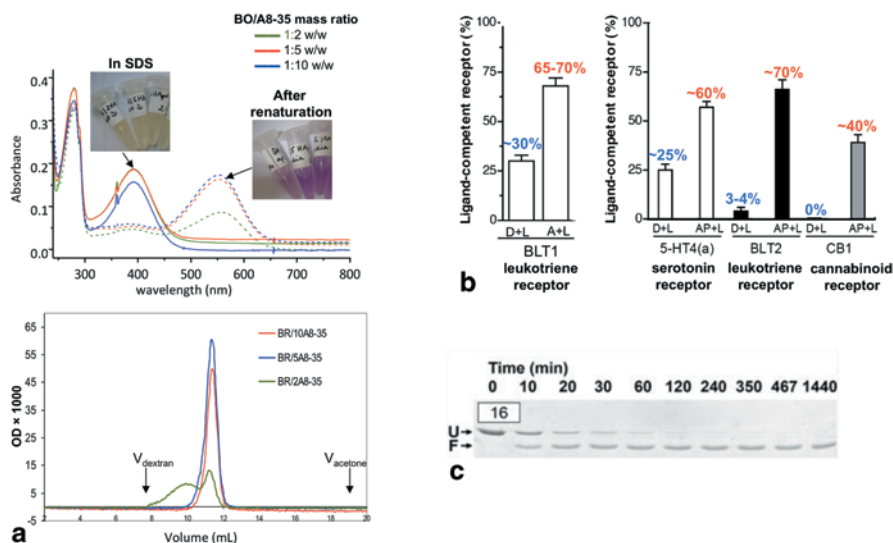 BO/A8-35 mass ratio
1:2 w/w
1:5 w/w
1:10 w/w
In SDS
After
renaturation
0.4
0.3
0.2
0.1
0.0
Absorbance
300 400 500 600 700 800
wavelength (nm)
65
55
45
35
25
15
5
-5
OD × 1000
BR/10A8-35
BR/5A8-35
BR/2A8-35
Vdextran
Vacetone
2 4 6 8 10 12 14 16 18 20
Volume (mL)
a
Ligand-competent receptor (%)
100
75
50
25
0
65-70%
~30%
D+L A+L
BLT1
leukotriene
receptor
b
Ligand-competent receptor (%)
100
75
50
25
~25%
~60%
3-4%
~70%
0%
~40%
D+L AP+L D+L AP+L D+L AP+L
5-HT4(a) BLT2 CB1
serotonin leukotriene cannabinoid
receptor receptor receptor
Time (min)
0 10 20 30 60 120 240 350 467 1440
16
U
F
c